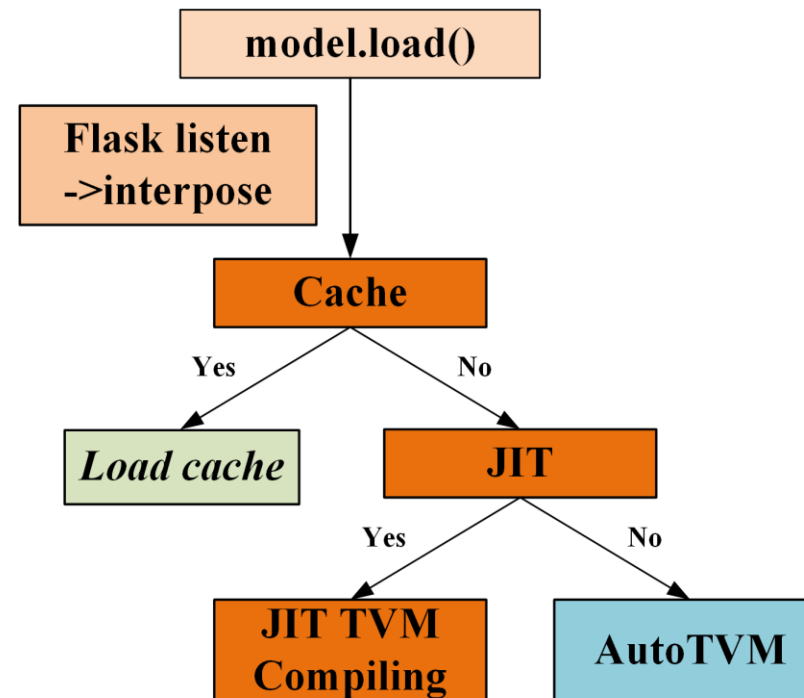 model.load()
Flask listen
->interpose
Cache
Yes
No
Load cache
JIT
Yes
No
JIT TVM
Compiling
AutoTVM